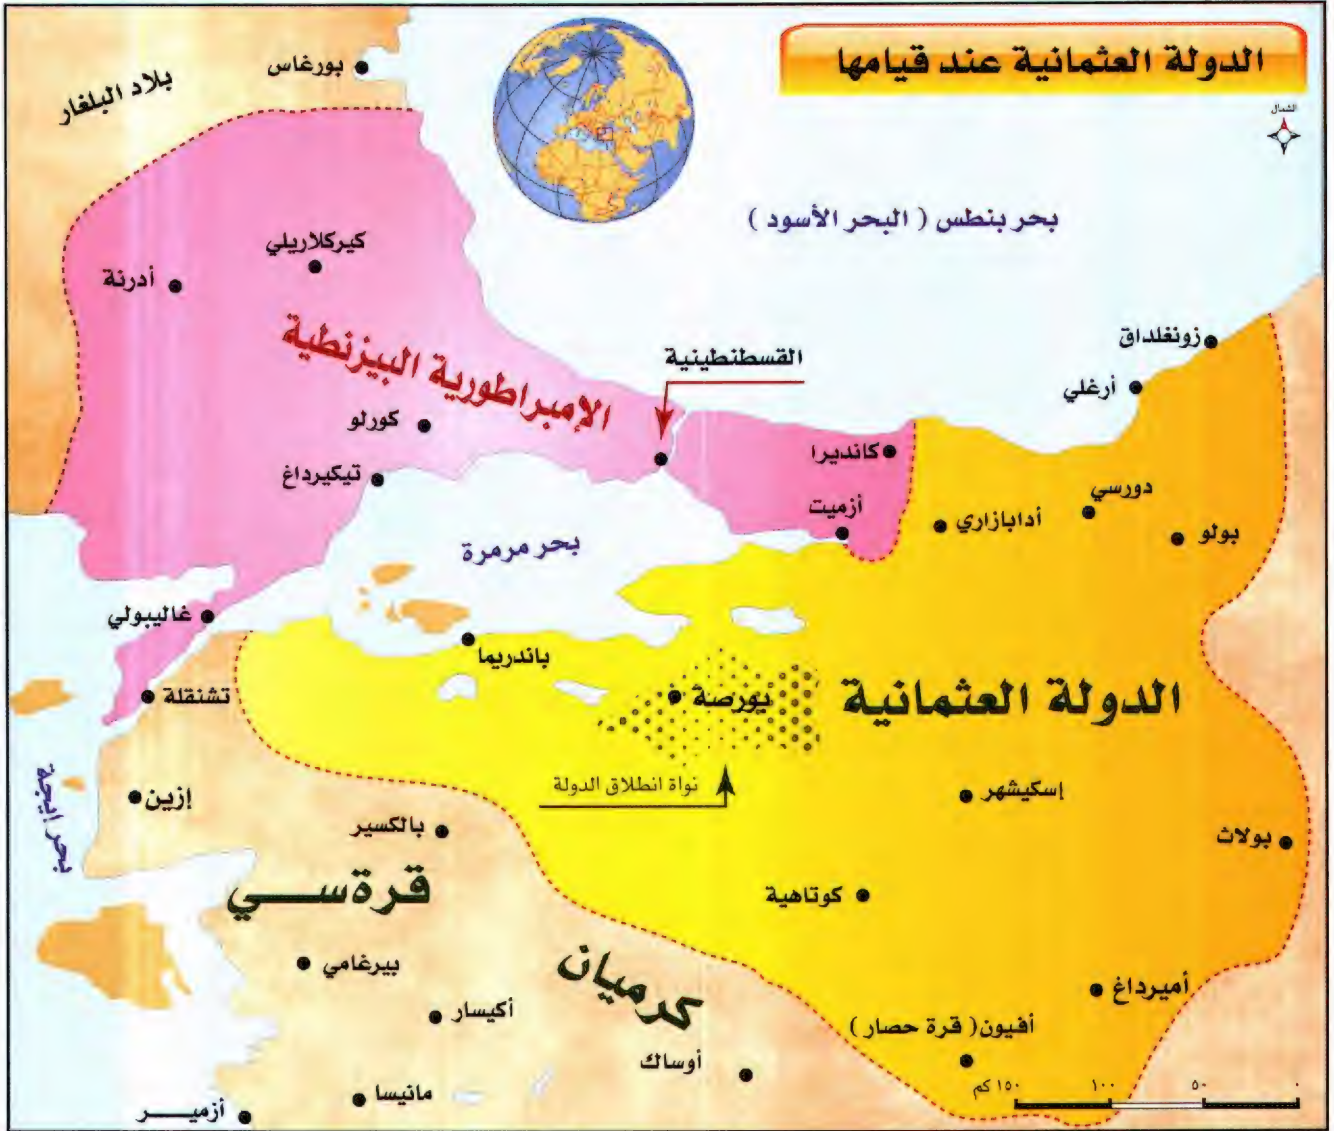 الدولة العثمانية عند قيامها
الشمال
بورغاس
بلاد البلغار
بحر بنطس ( البحر الأسود )
كيركلاريلي
أدرنة
الإمبراطورية البيزنطية
القسطنطينية
زونغلداق
أرغلي
كورلو
تيكيرداغ
كانديرا
أزميت
دورسي
أدابازاري
بولو
بحر مرمرة
غاليبولي
باندريما
تشنقلة
بورصة
الدولة العثمانية
نواة انطلاق الدولة
إسكيشهر
بحر إيجة
إزين
بالكسير
بولاث
قرة سي
كوتاهية
بيرغامي
كرميان
أميرداغ
أكيسار
أفيون ( قرة حصار )
أوساك
مانيسا
أزميـــر
٠ ٥٠ ١٠٠ ١٥٠ كم